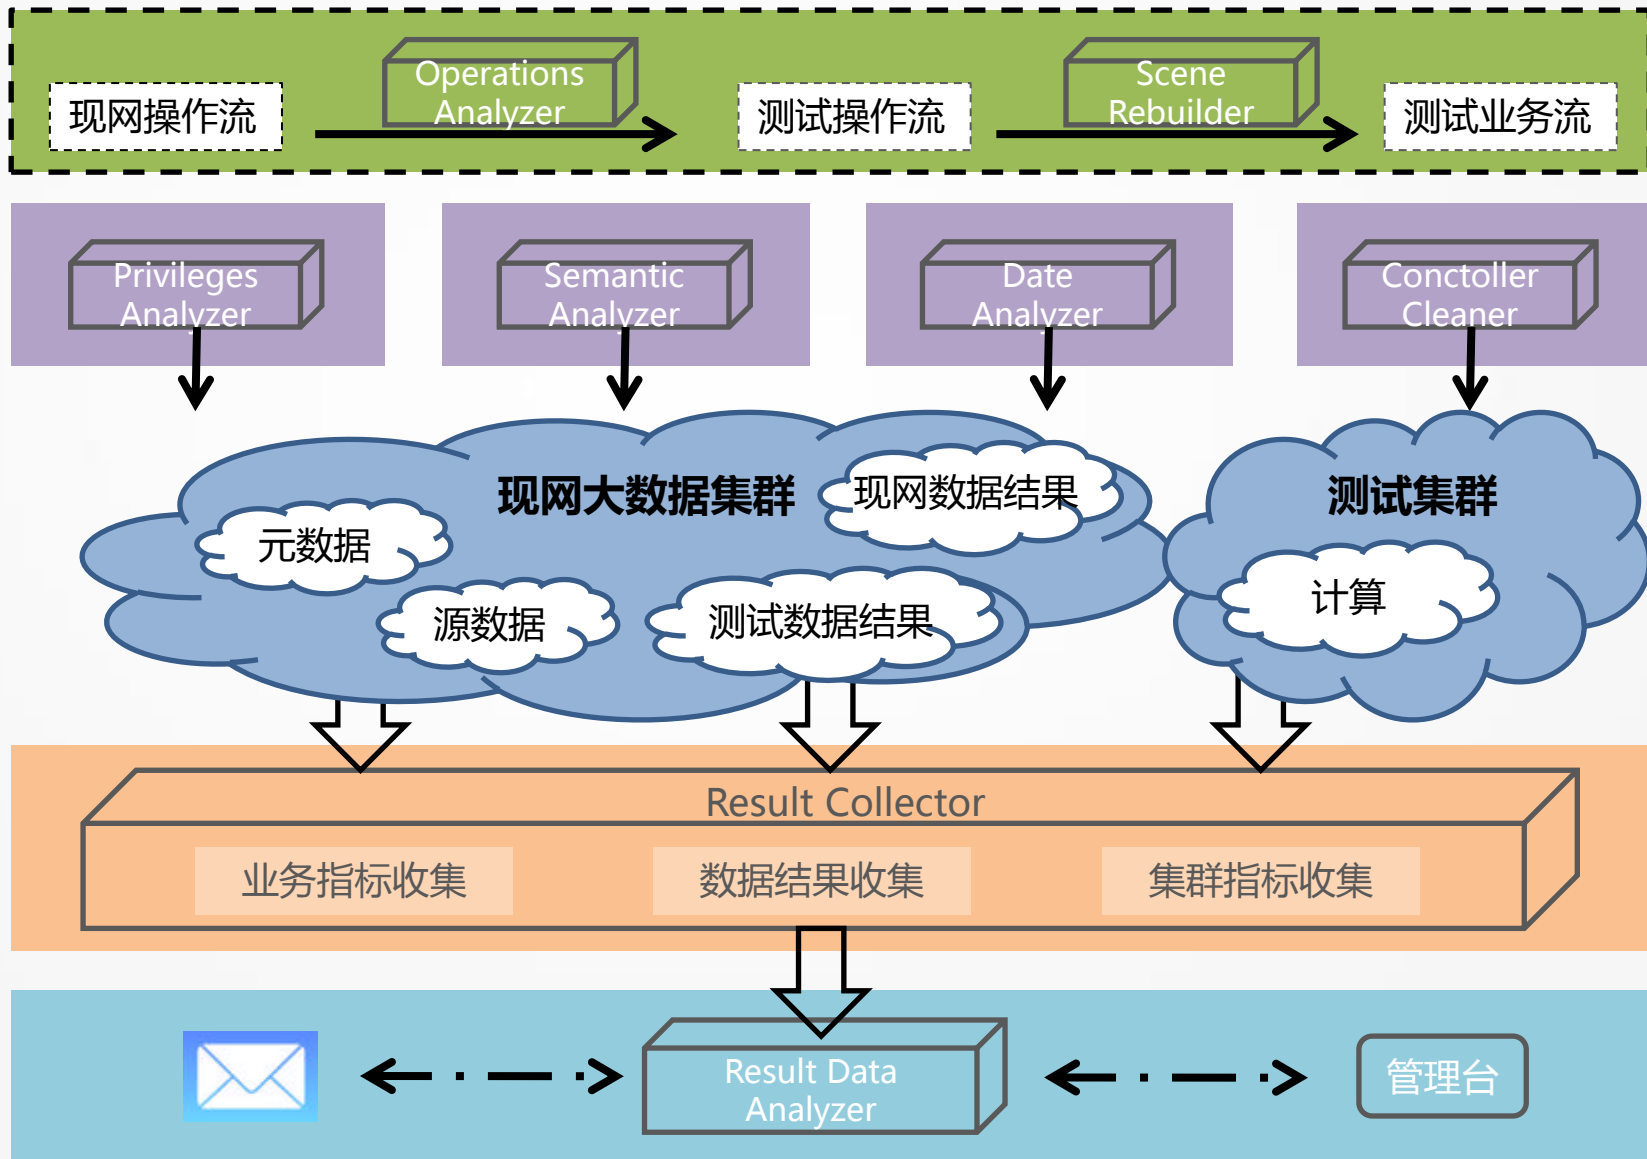 现网操作流
Operations
Analyzer
测试操作流
Scene
Rebuilder
测试业务流
Privileges
Analyzer
Semantic
Analyzer
Date
Analyzer
Conctoller
Cleaner
现网大数据集群
现网数据结果
元数据
源数据
测试数据结果
测试集群
计算
Result Collector
业务指标收集
数据结果收集
集群指标收集
Result Data
Analyzer
管理台